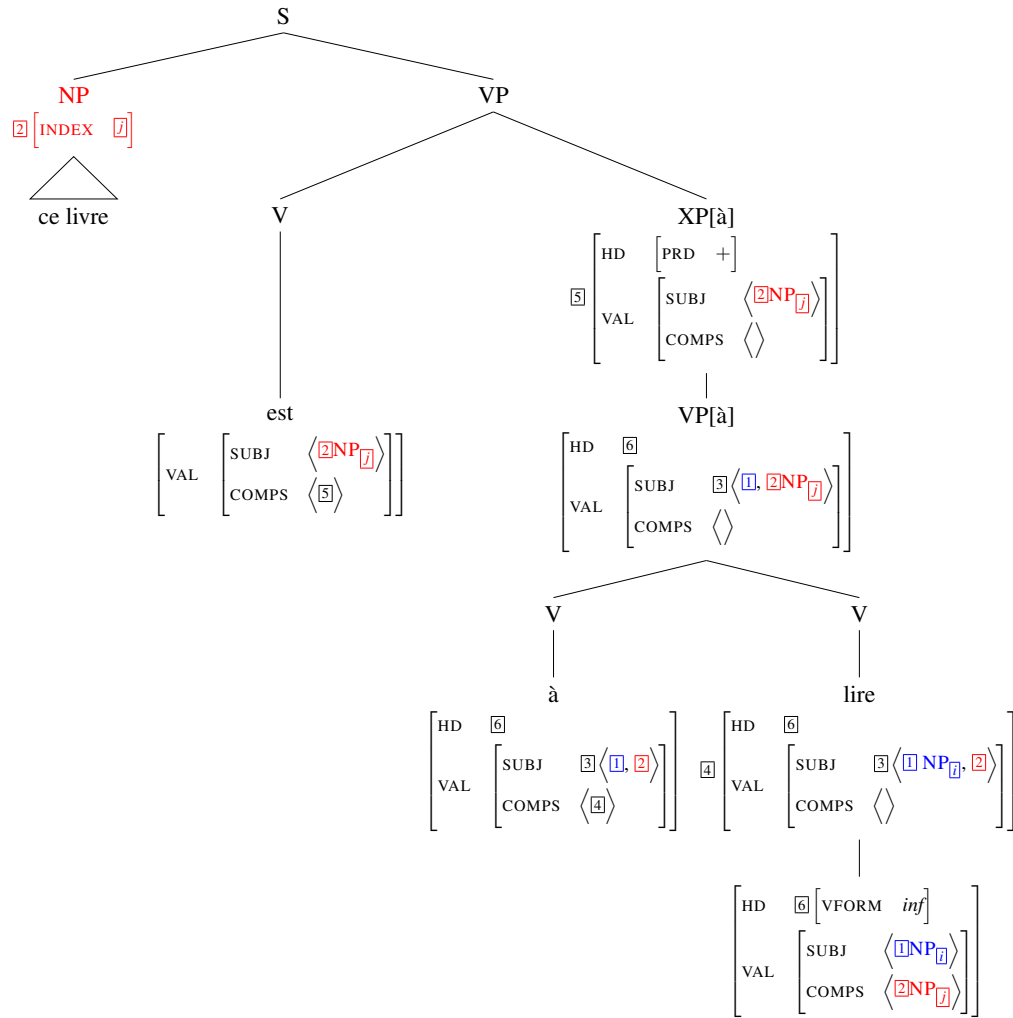 S
NP
VP
2 [INDEX j]
ce livre
V
XP[à]
5 [HD [PRD +]
VAL [SUBJ ⟨2NPj⟩
COMPS ⟨⟩]]
est
VP[à]
[VAL [SUBJ ⟨2NPj⟩
COMPS ⟨5⟩]]
[HD 6
VAL [SUBJ 3⟨1, 2NPj⟩
COMPS ⟨⟩]]
V
V
à
lire
[HD 6
VAL [SUBJ 3⟨1, 2⟩
COMPS ⟨4⟩]]
4 [HD 6
VAL [SUBJ 3⟨1 NPi, 2⟩
COMPS ⟨⟩]]
[HD 6 [VFORM inf]
VAL [SUBJ ⟨1NPi⟩
COMPS ⟨2NPj⟩]]